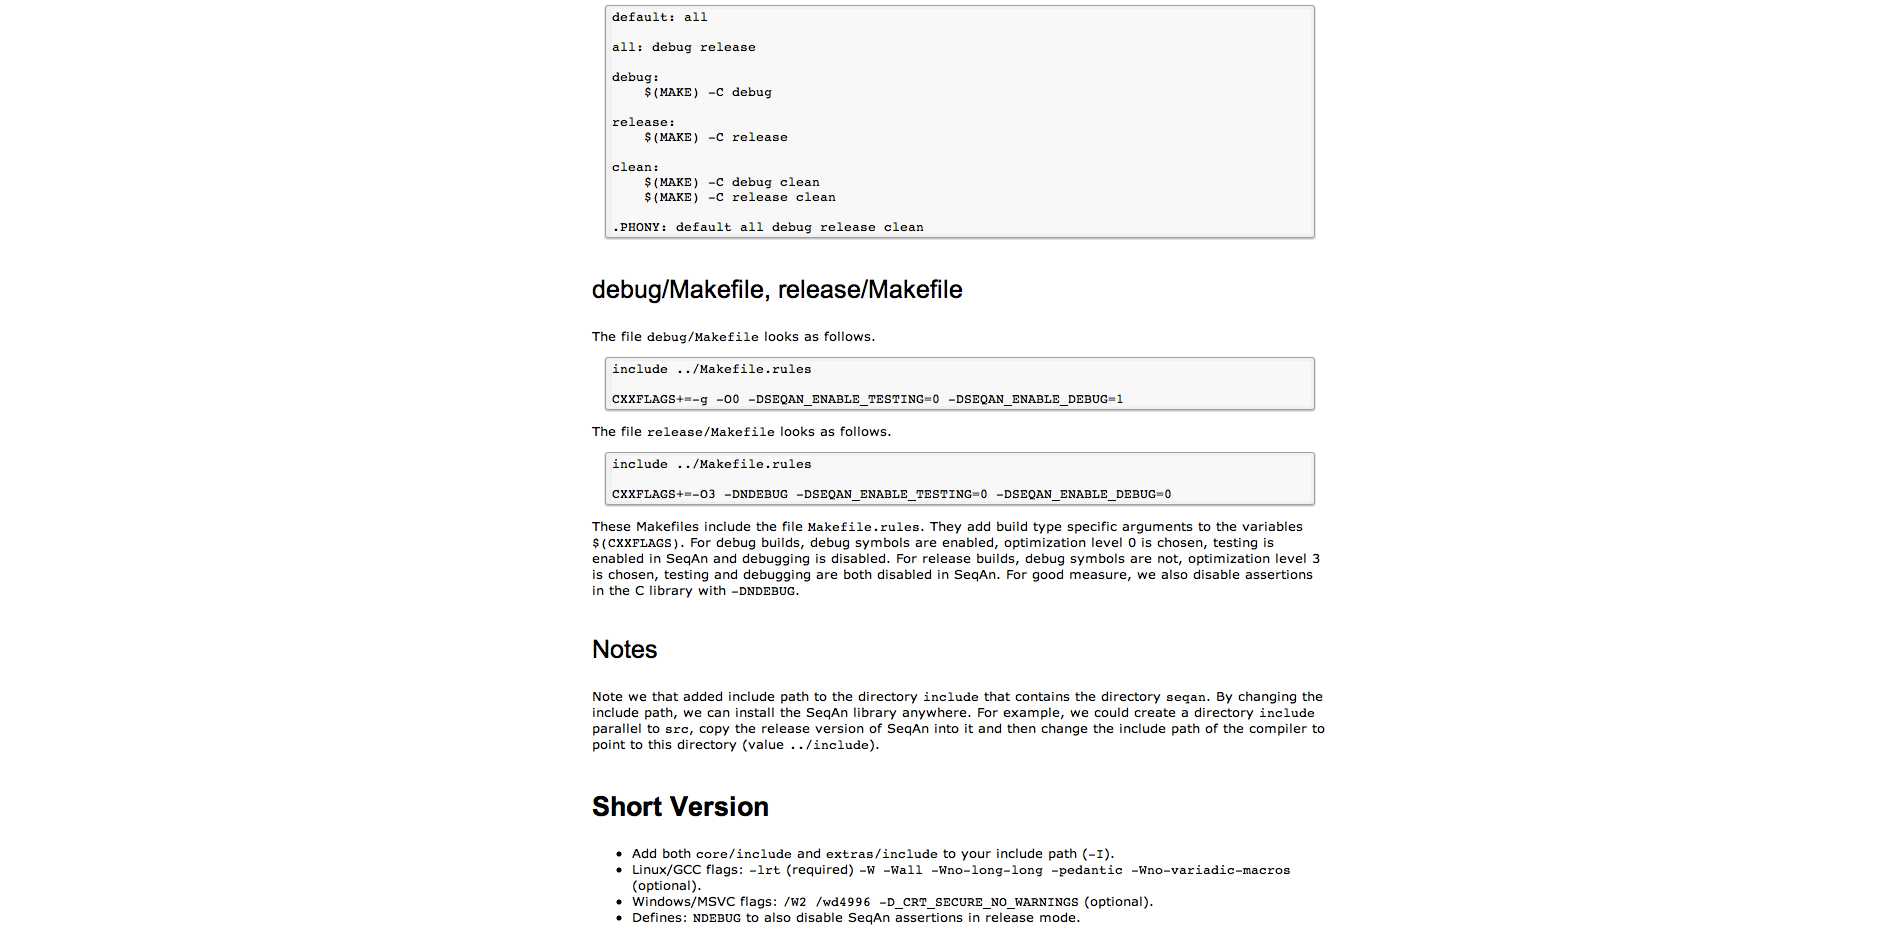 default: all
all: debug release
debug:
$(MAKE) -C debug
release:
$(MAKE) -C release
clean:
$(MAKE) -C debug clean
$(MAKE) -C release clean
.PHONY: default all debug release clean
debug/Makefile, release/Makefile
The file debug/Makefile looks as follows.
include ../Makefile.rules
CXXFLAGS+=-g -O0 -DSEQAN_ENABLE_TESTING=0 -DSEQAN_ENABLE_DEBUG=1
The file release/Makefile looks as follows.
include ../Makefile.rules
CXXFLAGS+=-O3 -DNDEBUG -DSEQAN_ENABLE_TESTING=0 -DSEQAN_ENABLE_DEBUG=0
These Makefiles include the file Makefile.rules. They add build type specific arguments to the variables
$(CXXFLAGS). For debug builds, debug symbols are enabled, optimization level 0 is chosen, testing is
enabled in SeqAn and debugging is disabled. For release builds, debug symbols are not, optimization level 3
is chosen, testing and debugging are both disabled in SeqAn. For good measure, we also disable assertions
in the C library with -DNDEBUG.
Notes
Note we that added include path to the directory include that contains the directory seqan. By changing the
include path, we can install the SeqAn library anywhere. For example, we could create a directory include
parallel to src, copy the release version of SeqAn into it and then change the include path of the compiler to
point to this directory (value ../include).
Short Version
• Add both core/include and extras/include to your include path (-I).
• Linux/GCC flags: -lrt (required) -W -Wall -Wno-long-long -pedantic -Wno-variadic-macros
(optional).
• Windows/MSVC flags: /W2 /wd4996 -D_CRT_SECURE_NO_WARNINGS (optional).
• Defines: NDEBUG to also disable SeqAn assertions in release mode.